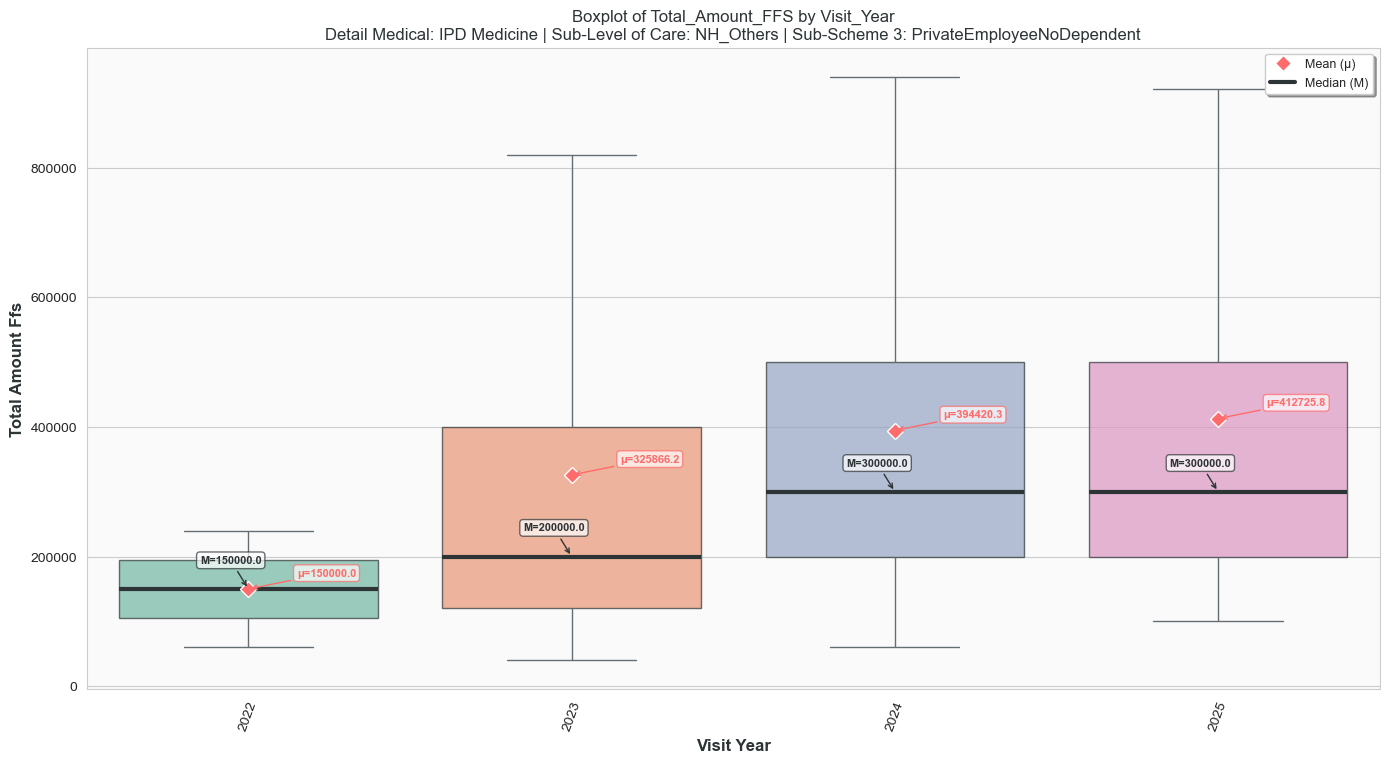 Boxplot of Total_Amount_FFS by Visit_Year
Detail Medical: IPD Medicine | Sub-Level of Care: NH_Others | Sub-Scheme 3: PrivateEmployeeNoDependent
Mean (μ)
Median (M)
Total Amount Ffs
800000
600000
400000
200000
0
M=150000.0
μ=150000.0
M=200000.0
μ=325866.2
M=300000.0
μ=394420.3
M=300000.0
μ=412725.8
2022
2023
2024
2025
Visit Year